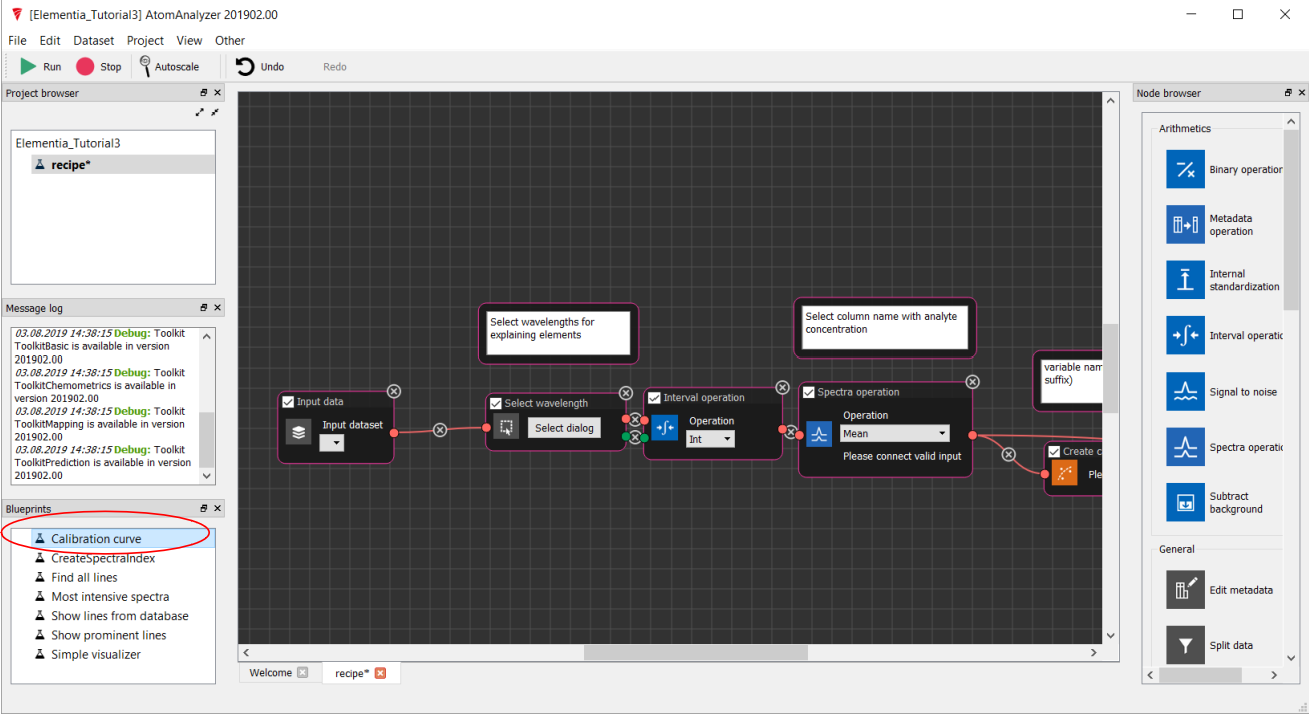 [Elementia_Tutorial3] AtomAnalyzer 201902.00
File Edit Dataset Project View Other
Run Stop Autoscale Undo Redo
Project browser
Elementia_Tutorial3
recipe*
Message log
03.08.2019 14:38:15 Debug: Toolkit
ToolkitBasic is available in version
201902.00
03.08.2019 14:38:15 Debug: Toolkit
ToolkitChemometrics is available in
version 201902.00
03.08.2019 14:38:15 Debug: Toolkit
ToolkitMapping is available in version
201902.00
03.08.2019 14:38:15 Debug: Toolkit
ToolkitPrediction is available in version
201902.00
Blueprints
Calibration curve
CreateSpectraIndex
Find all lines
Most intensive spectra
Show lines from database
Show prominent lines
Simple visualizer
Select wavelengths for
explaining elements
Select column name with analyte
concentration
variable nam
suffix)
Input data
Input dataset
Select wavelength
Select dialog
Interval operation
Operation
Int
Spectra operation
Operation
Mean
Please connect valid input
Create c
Ple
Welcome
recipe*
Node browser
Arithmetics
Binary operation
Metadata
operation
Internal
standardization
Interval operatio
Signal to noise
Spectra operatio
Subtract
background
General
Edit metadata
Split data